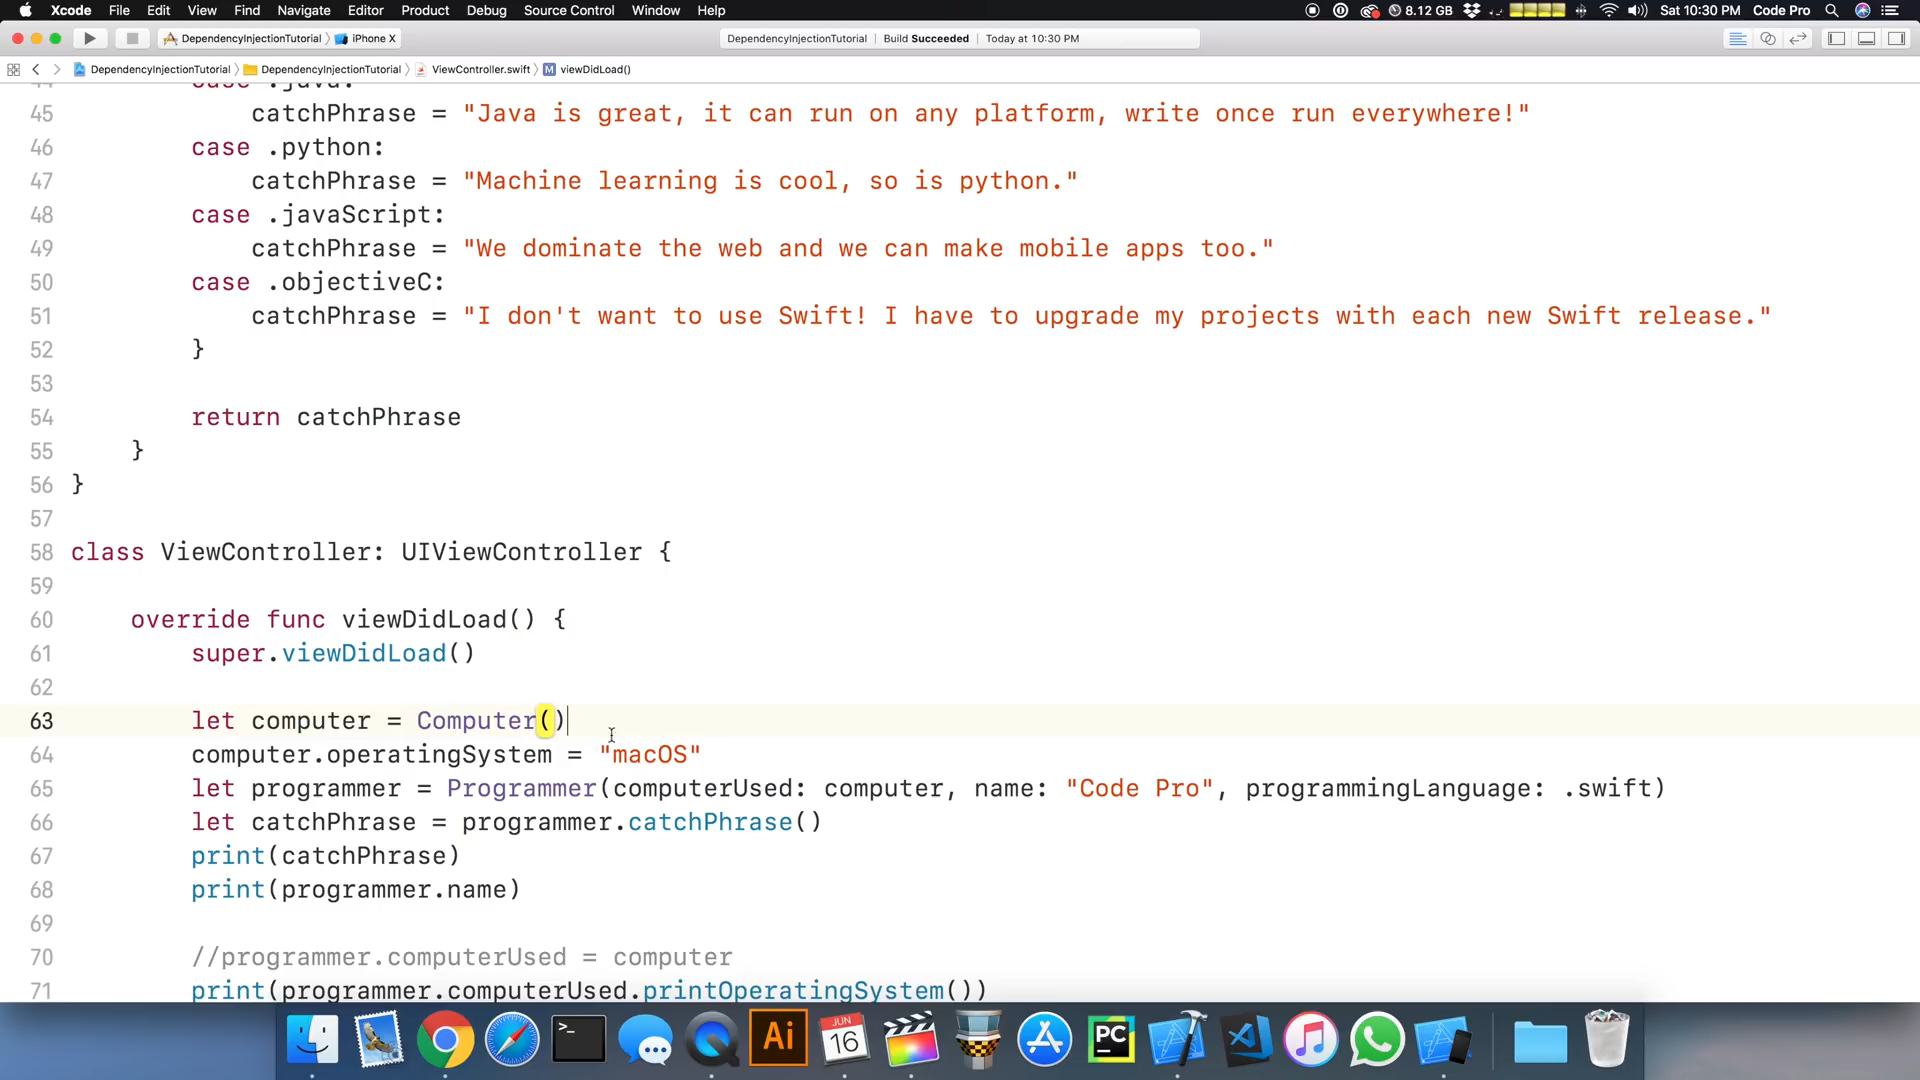 Xcode File Edit View Find Navigate Editor Product Debug Source Control Window Help 8.12 GB Sat 10:30 PM Code Pro
DependencyInjectionTutorial iPhone X DependencyInjectionTutorial Build Succeeded Today at 10:30 PM
DependencyInjectionTutorial DependencyInjectionTutorial ViewController.swift M viewDidLoad()
44 case .java:
45 catchPhrase = "Java is great, it can run on any platform, write once run everywhere!"
46 case .python:
47 catchPhrase = "Machine learning is cool, so is python."
48 case .javaScript:
49 catchPhrase = "We dominate the web and we can make mobile apps too."
50 case .objectiveC:
51 catchPhrase = "I don't want to use Swift! I have to upgrade my projects with each new Swift release."
52 }
53
54 return catchPhrase
55 }
56 }
57
58 class ViewController: UIViewController {
59
60 override func viewDidLoad() {
61 super.viewDidLoad()
62
63 let computer = Computer()
64 computer.operatingSystem = "macOS"
65 let programmer = Programmer(computerUsed: computer, name: "Code Pro", programmingLanguage: .swift)
66 let catchPhrase = programmer.catchPhrase()
67 print(catchPhrase)
68 print(programmer.name)
69
70 //programmer.computerUsed = computer
71 print(programmer.computerUsed.printOperatingSystem())
>_ Ai JUN 16 PC